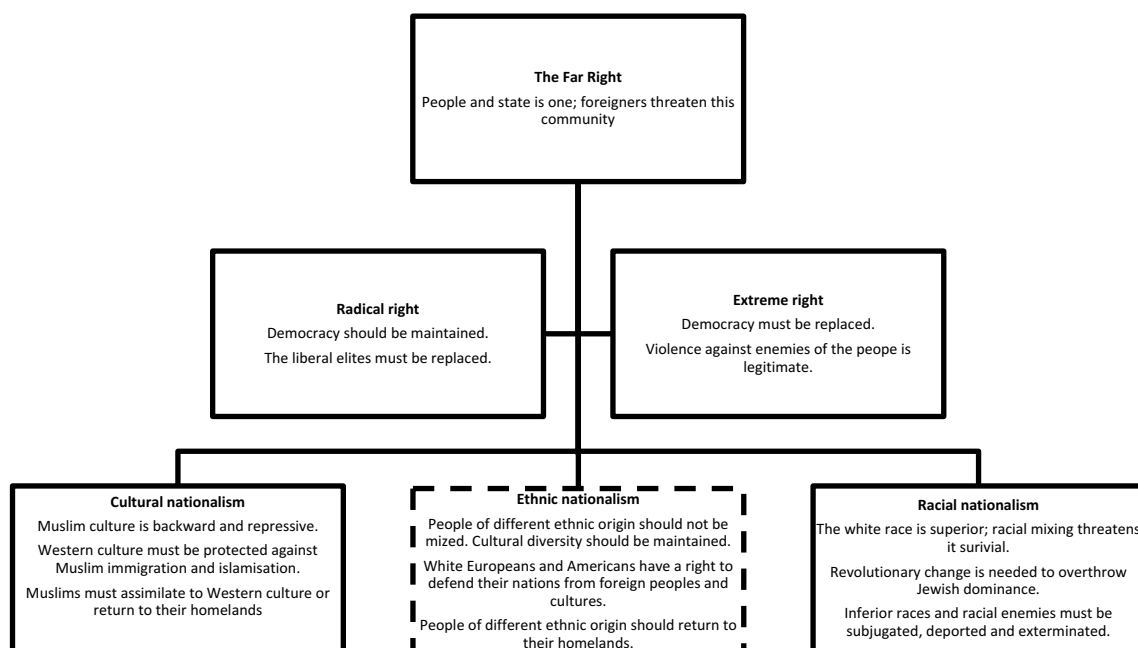 The Far Right
People and state is one; foreigners threaten this
community
Radical right
Democracy should be maintained.
The liberal elites must be replaced.
Extreme right
Democracy must be replaced.
Violence against enemies of the peope is
legitimate.
Cultural nationalism
Muslim culture is backward and repressive.
Western culture must be protected against
Muslim immigration and islamisation.
Muslims must assimilate to Western culture or
return to their homelands
Ethnic nationalism
People of different ethnic origin should not be
mized. Cultural diversity should be maintained.
White Europeans and Americans have a right to
defend their nations from foreign peoples and
cultures.
People of different ethnic origin should return to
their homelands.
Racial nationalism
The white race is superior; racial mixing threatens
it surivial.
Revolutionary change is needed to overthrow
Jewish dominance.
Inferior races and racial enemies must be
subjugated, deported and exterminated.